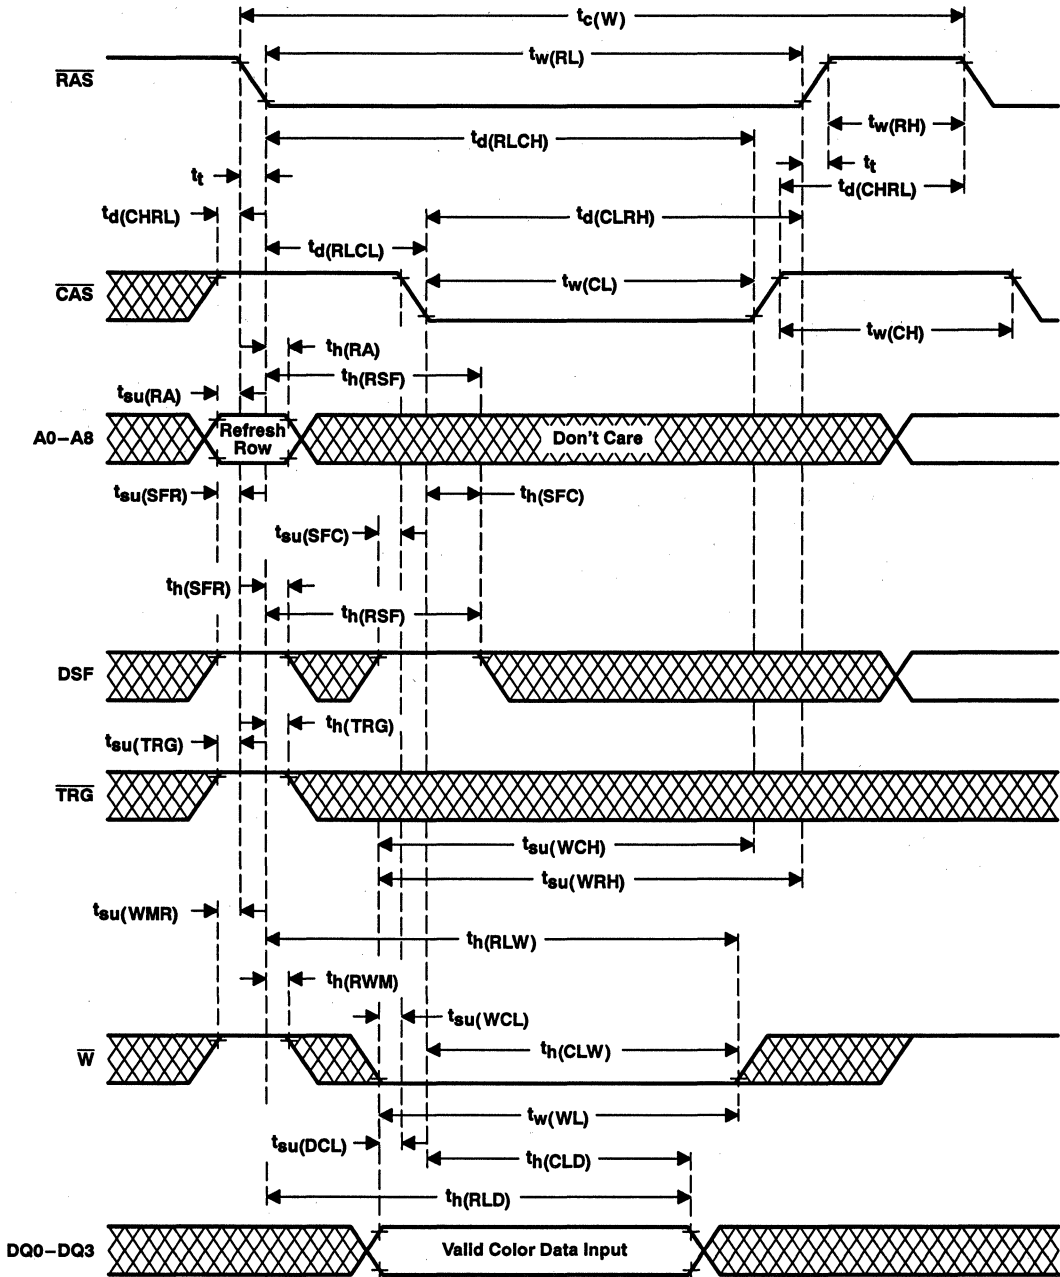 tc(W)
tw(RL)
RAS
tw(RH)
td(RLCH)
tt
tt
td(CHRL)
td(CHRL)
td(CLRH)
td(RLCL)
CAS
tw(CL)
tw(CH)
th(RA)
th(RSF)
tsu(RA)
A0–A8
Refresh
Row
Don't Care
tsu(SFR)
th(SFC)
tsu(SFC)
th(SFR)
th(RSF)
DSF
th(TRG)
tsu(TRG)
TRG
tsu(WCH)
tsu(WRH)
tsu(WMR)
th(RLW)
th(RWM)
tsu(WCL)
W
th(CLW)
tw(WL)
tsu(DCL)
th(CLD)
th(RLD)
DQ0–DQ3
Valid Color Data Input